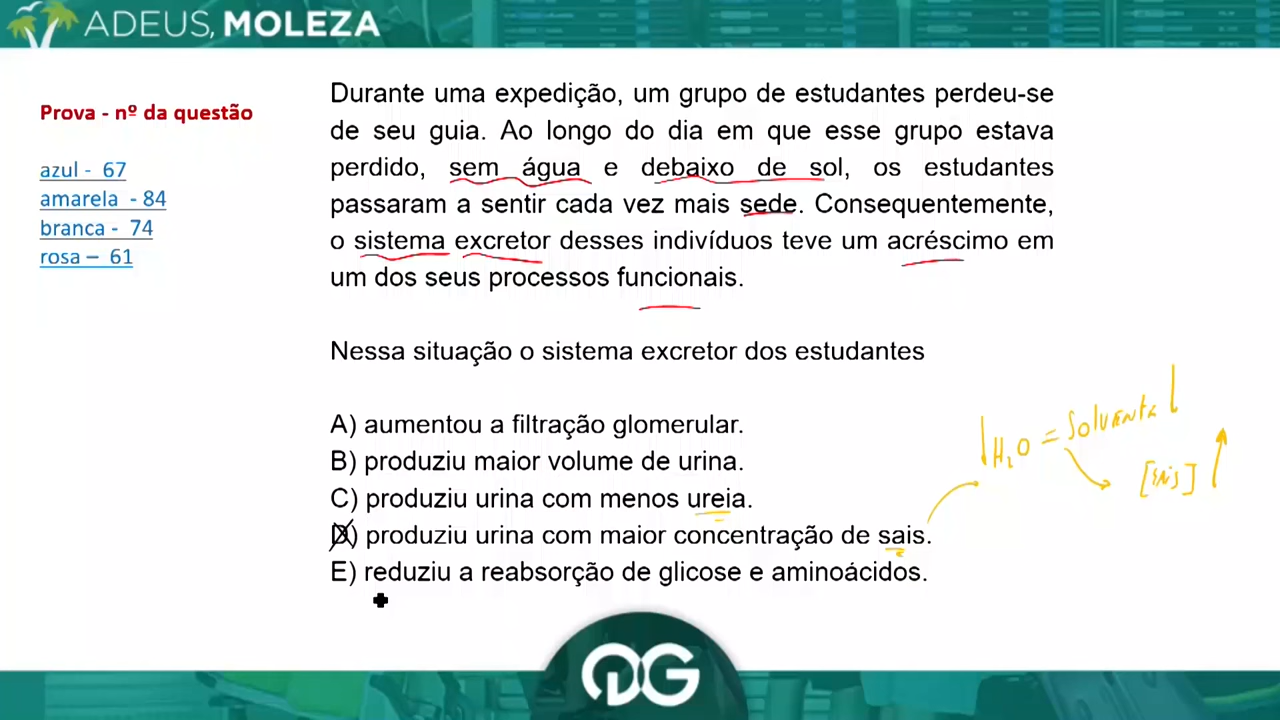 ADEUS, MOLEZA
Prova - nº da questão
azul - 67
amarela - 84
branca - 74
rosa – 61
Durante uma expedição, um grupo de estudantes perdeu-se
de seu guia. Ao longo do dia em que esse grupo estava
perdido, sem água e debaixo de sol, os estudantes
passaram a sentir cada vez mais sede. Consequentemente,
o sistema excretor desses indivíduos teve um acréscimo em
um dos seus processos funcionais.
Nessa situação o sistema excretor dos estudantes
A) aumentou a filtração glomerular.
B) produziu maior volume de urina.
C) produziu urina com menos ureia.
D) produziu urina com maior concentração de sais.
E) reduziu a reabsorção de glicose e aminoácidos.
↓H₂O = Solvente ↓
[sais] ↑
QG